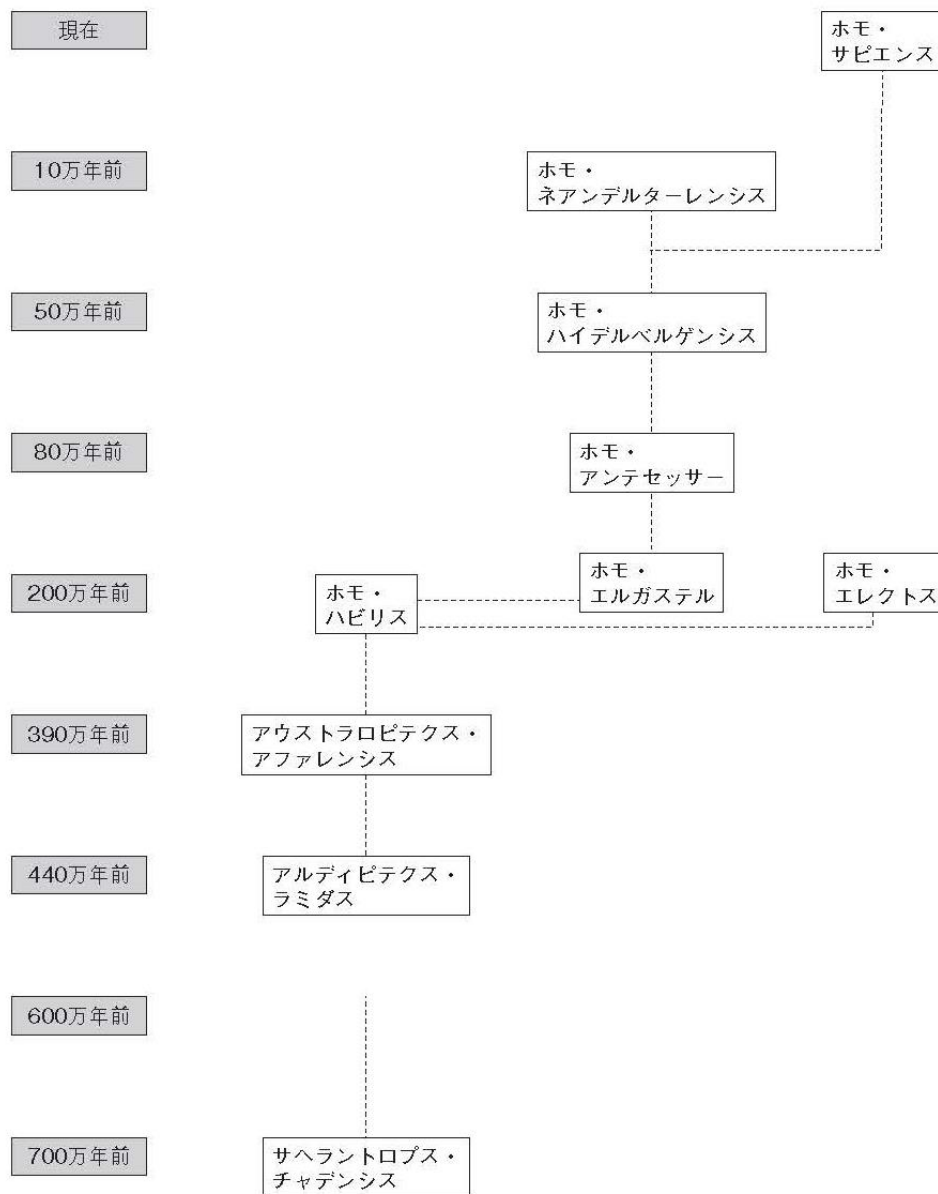 現在
ホモ・
サピエンス
10万年前
ホモ・
ネアンデルターレンシス
50万年前
ホモ・
ハイデルベルゲンシス
80万年前
ホモ・
アンテセッサー
200万年前
ホモ・
ハビリス
ホモ・
エルガステル
ホモ・
エレクトス
390万年前
アウストラロピテクス・
アファレンシス
440万年前
アルディピテクス・
ラミダス
600万年前
700万年前
サヘラントロプス・
チャデンシス